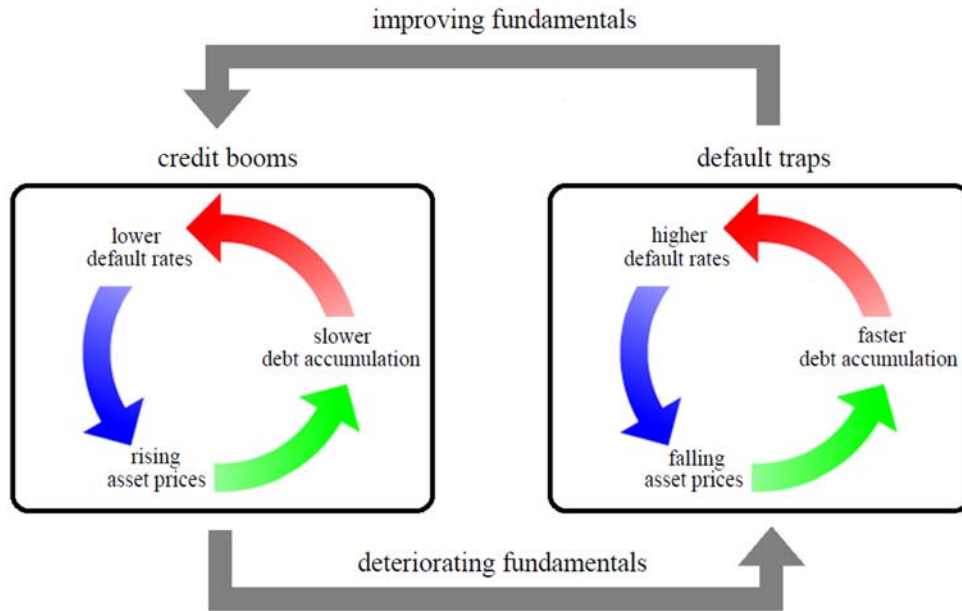 improving fundamentals
credit booms
lower
default rates
slower
debt accumulation
rising
asset prices
default traps
higher
default rates
faster
debt accumulation
falling
asset prices
deteriorating fundamentals